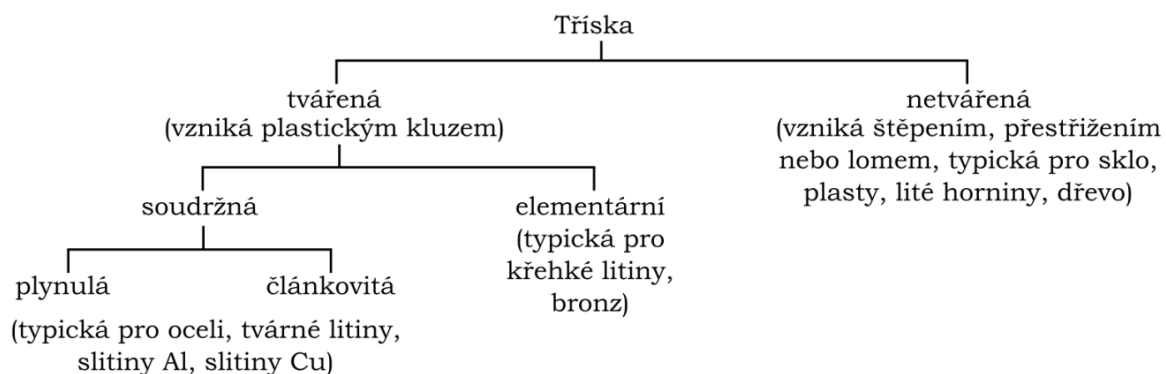 Tříska
tvářená
(vzniká plastickým kluzem)
netvářená
(vzniká štěpením, přestřižením
nebo lomem, typická pro sklo,
plasty, lité horniny, dřevo)
soudržná
elementární
(typická pro
křehké litiny,
bronz)
plynulá
článkovitá
(typická pro oceli, tvárné litiny,
slitiny Al, slitiny Cu)